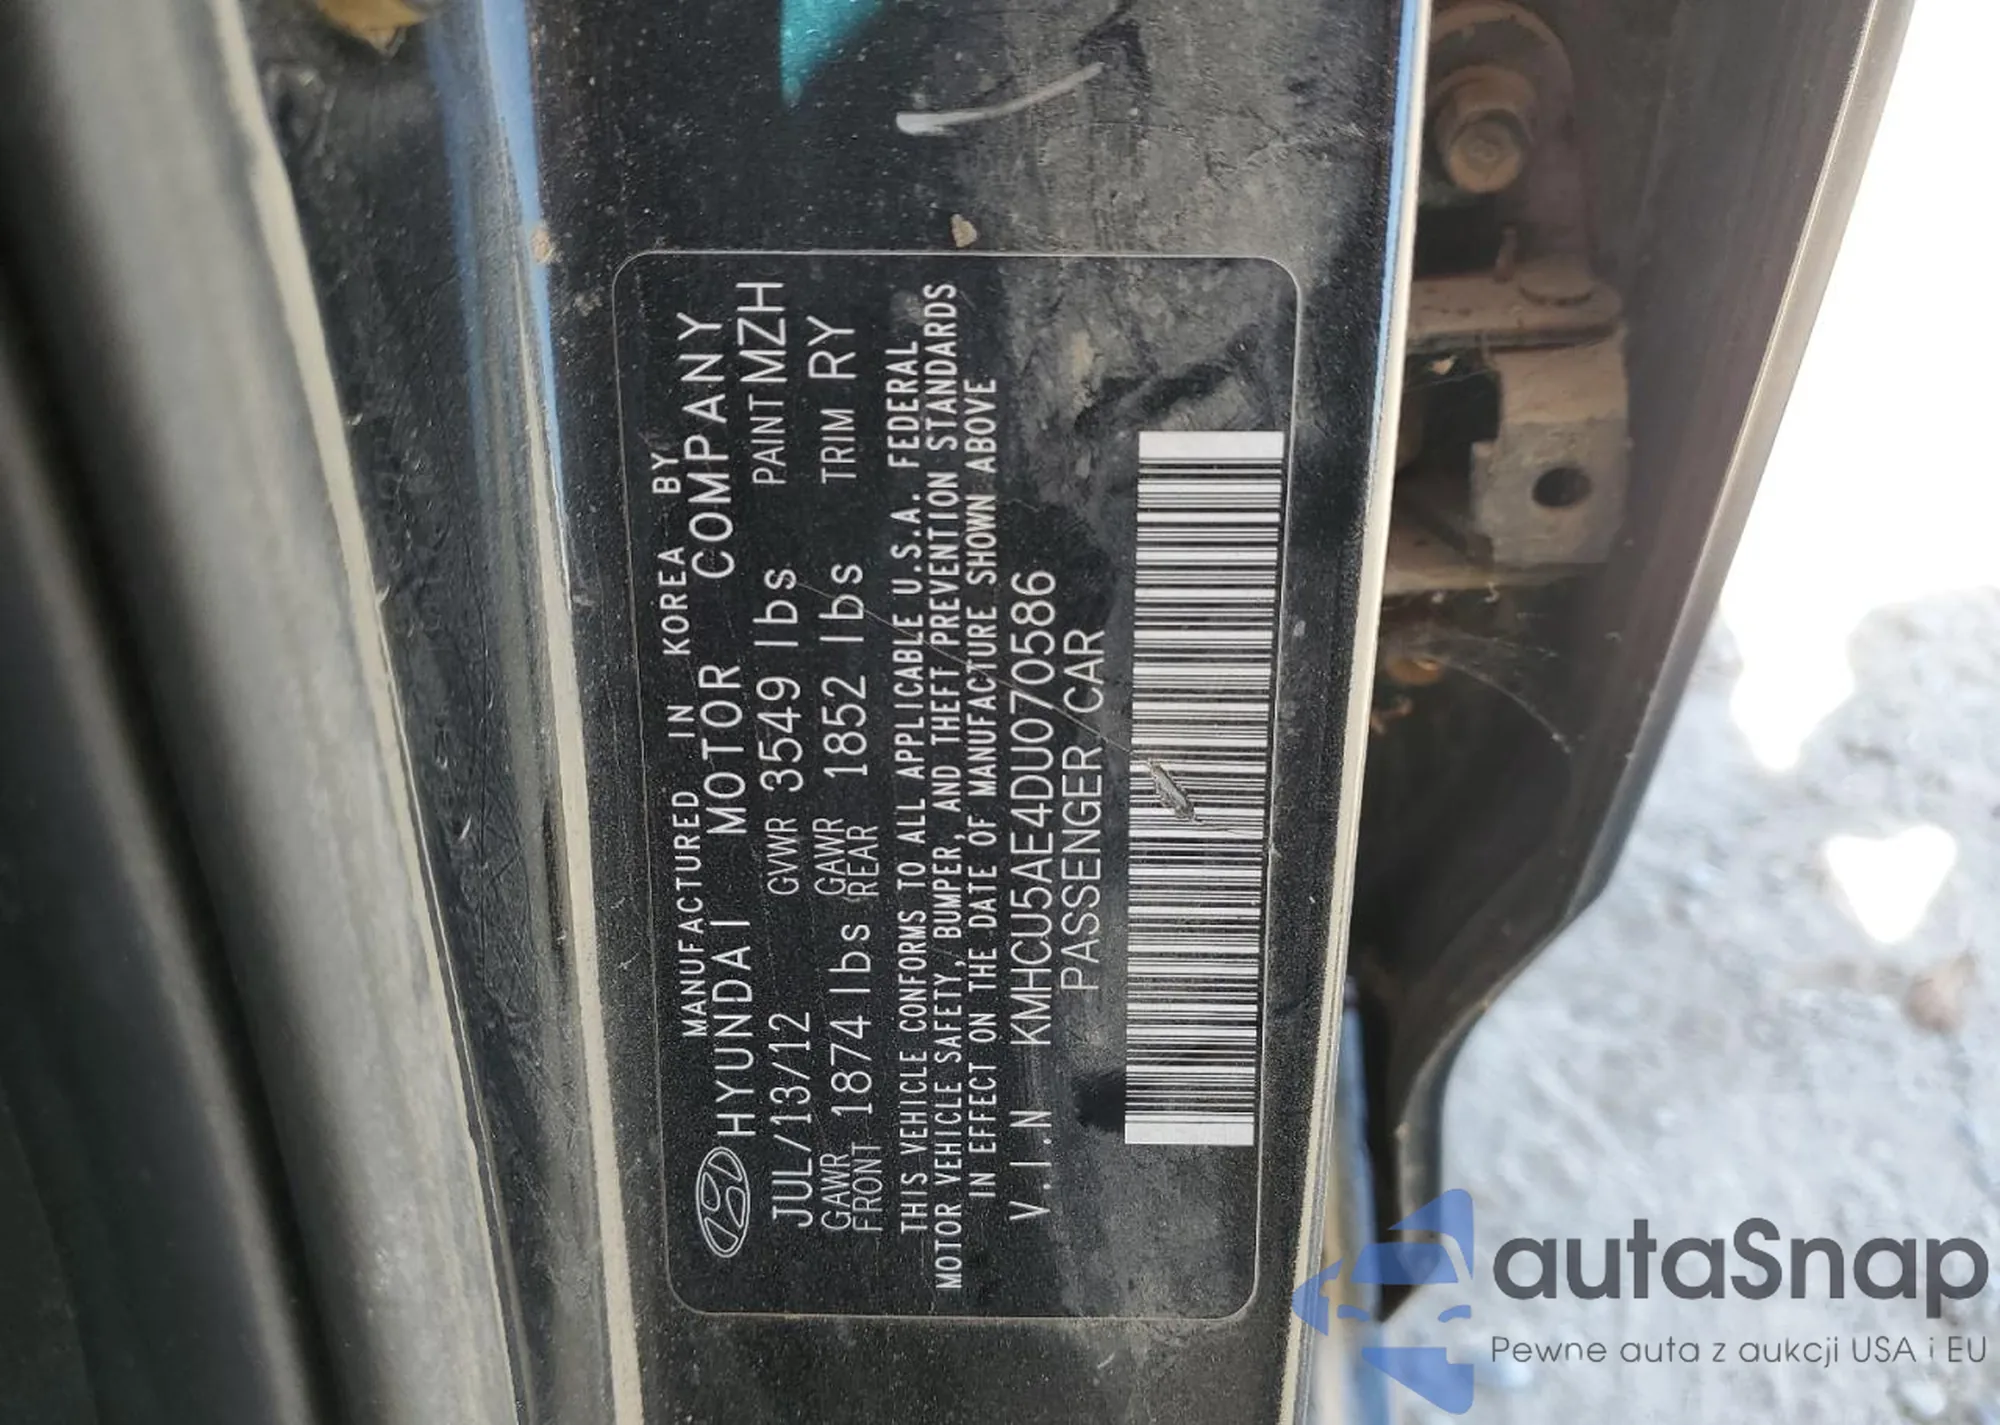 MANUFACTURED IN KOREA BY
HYUNDAI MOTOR COMPANY
JUL/13/12 GVWR 3549 lbs PAINT MZH
GAWR FRONT 1874 lbs GAWR REAR 1852 lbs TRIM RY
THIS VEHICLE CONFORMS TO ALL APPLICABLE U.S.A. FEDERAL
MOTOR VEHICLE SAFETY, BUMPER, AND THEFT PREVENTION STANDARDS
IN EFFECT ON THE DATE OF MANUFACTURE SHOWN ABOVE
V.I.N KMHCU5AE4DU070586
PASSENGER CAR
autaSnap
Pewne auta z aukcji USA i EU